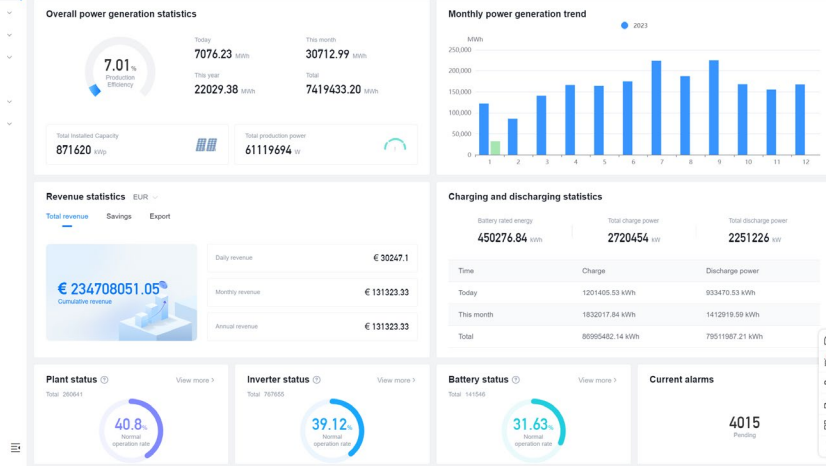 Overall power generation statistics
7.01%
Production
Efficiency
Today
7076.23 MWh
This month
30712.99 MWh
This year
22029.38 MWh
Total
7419433.20 MWh
Total Installed Capacity
871620 kWp
Total production power
61119694 W
Monthly power generation trend
2023
MWh
250,000
200,000
150,000
100,000
50,000
0
1 2 3 4 5 6 7 8 9 10 11 12
Revenue statistics EUR
Total revenue Savings Export
€ 234708051.05
Cumulative revenue
Daily revenue € 30247.1
Monthly revenue € 131323.33
Annual revenue € 131323.33
Charging and discharging statistics
Battery rated energy
450276.84 kWh
Total charge power
2720454 kW
Total discharge power
2251226 kW
Time Charge Discharge power
Today 1201405.53 kWh 933470.53 kWh
This month 1832017.84 kWh 1412919.59 kWh
Total 86995482.14 kWh 79511987.21 kWh
Plant status ? View more >
Total 260641
40.8%
Normal
operation rate
Inverter status ? View more >
Total 767655
39.12%
Normal
operation rate
Battery status ? View more >
Total 141546
31.63%
Normal
operation rate
Current alarms
4015
Pending